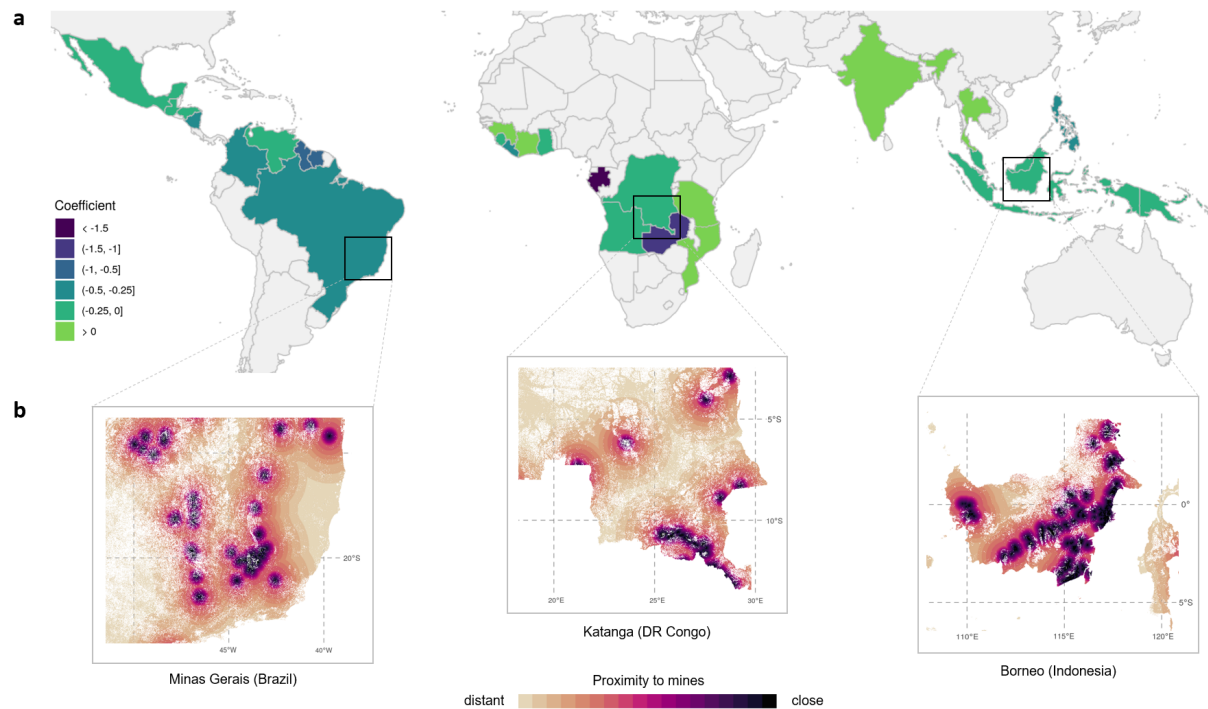 a
Coefficient
< -1.5
(-1.5, -1]
(-1, -0.5]
(-0.5, -0.25]
(-0.25, 0]
> 0
b
20°S
45°W
40°W
Minas Gerais (Brazil)
5°S
10°S
20°E
25°E
30°E
Katanga (DR Congo)
0°
5°S
110°E
115°E
120°E
Borneo (Indonesia)
Proximity to mines
distant
close